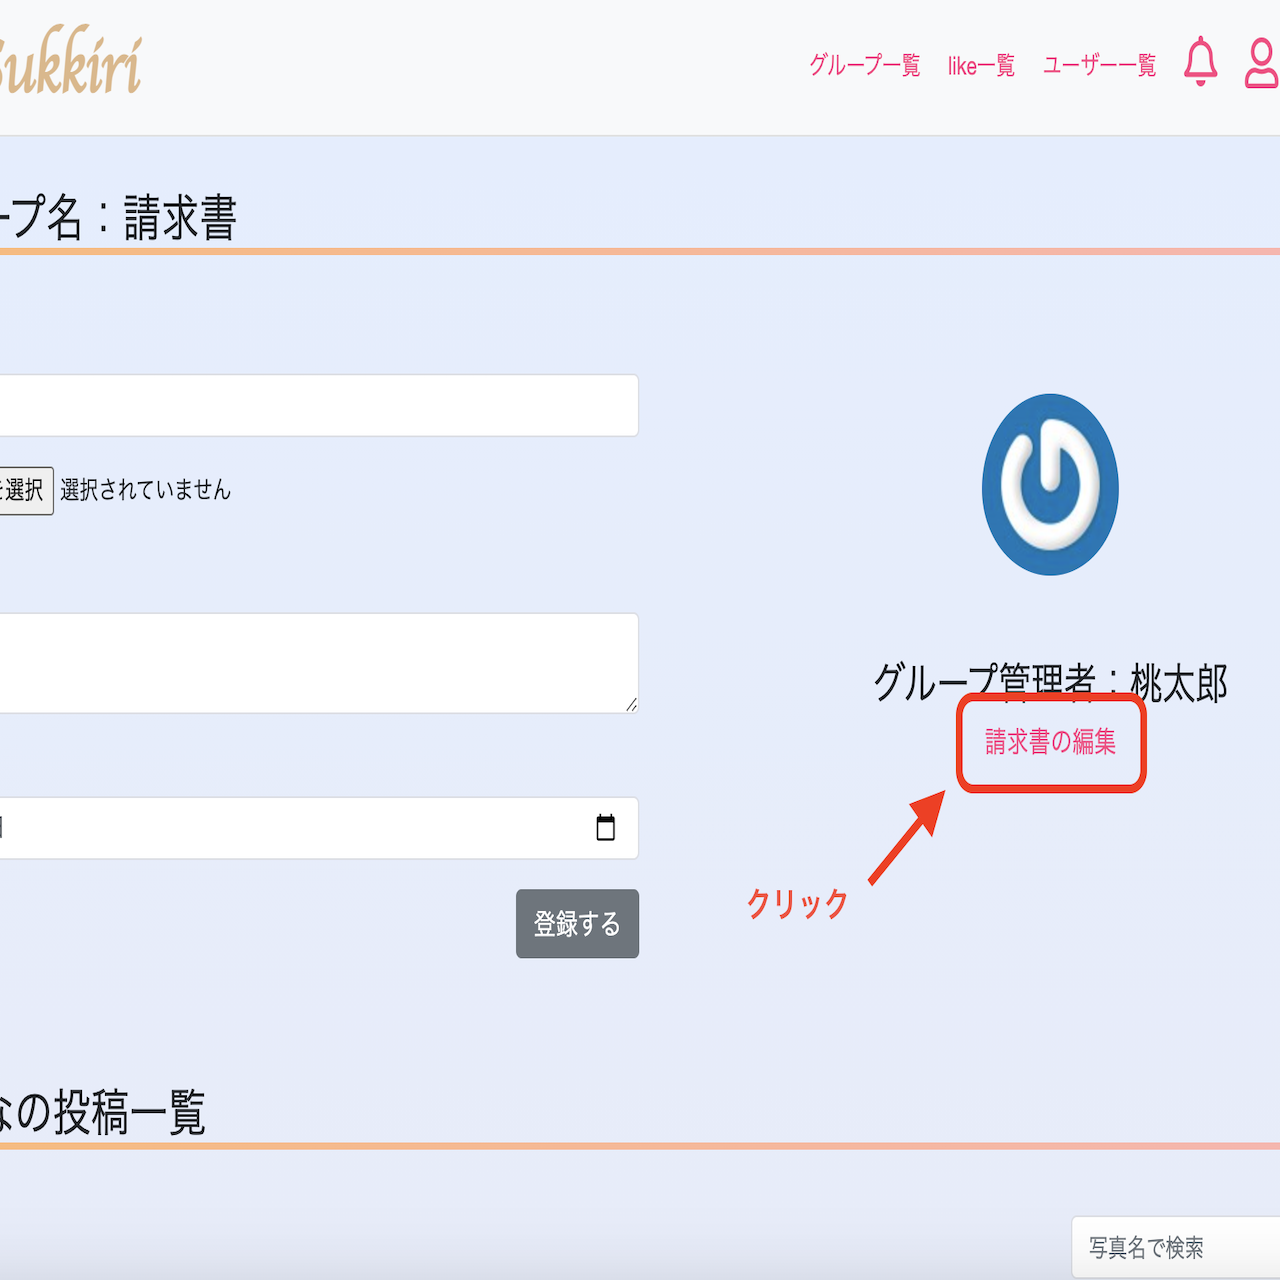 ukkiri
グループ一覧 like一覧 ユーザー一覧
ープ名：請求書
選択 選択されていません
グループ管理者：桃太郎
請求書の編集
クリック
登録する
なの投稿一覧
写真名で検索